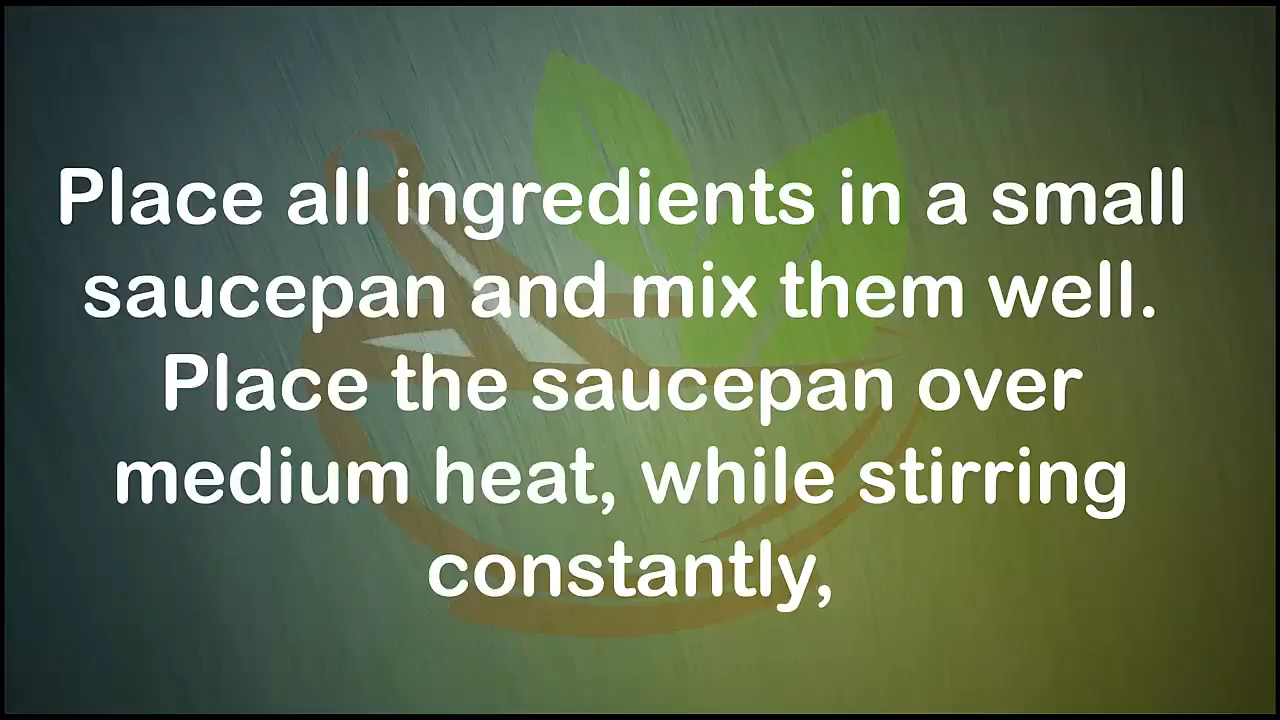 Place all ingredients in a small
saucepan and mix them well.
Place the saucepan over
medium heat, while stirring
constantly,